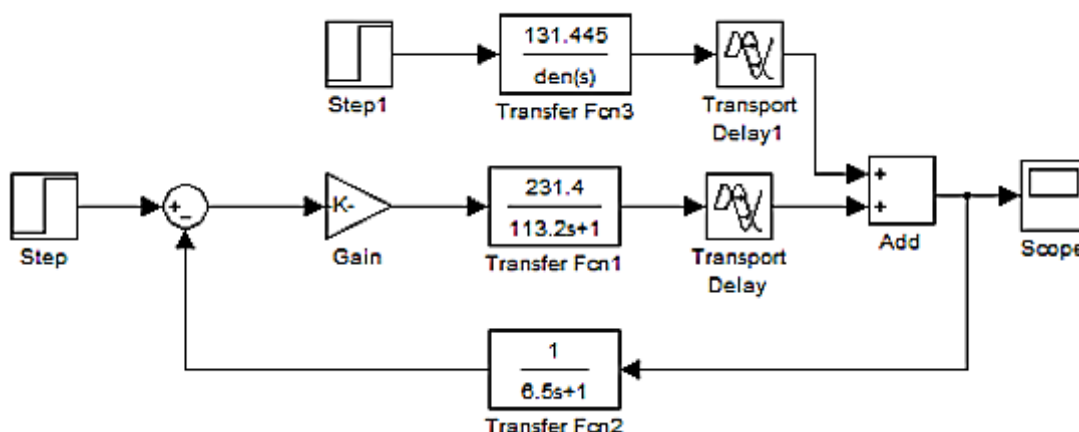 131.445
den(s)
Step1
Transfer Fcn3
Transport
Delay1
+
+
Add
Scope
Step
+
−
-K-
Gain
231.4
113.2s+1
Transfer Fcn1
Transport
Delay
1
6.5s+1
Transfer Fcn2